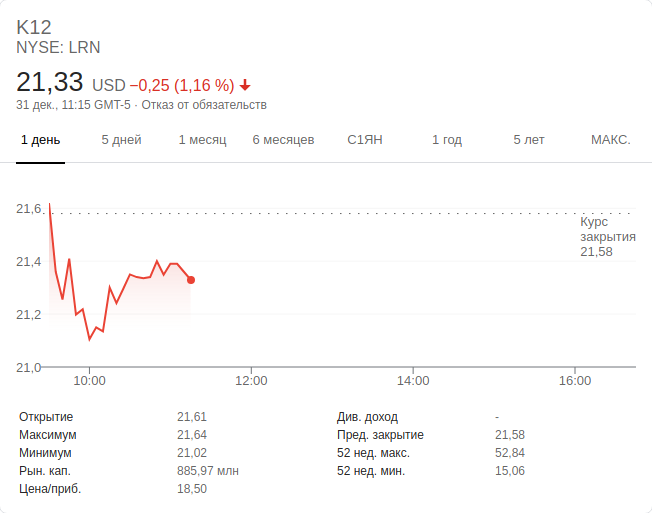 K12
NYSE: LRN
21,33 USD −0,25 (1,16 %)
31 дек., 11:15 GMT-5 · Отказ от обязательств
1 день 5 дней 1 месяц 6 месяцев С1ЯН 1 год 5 лет МАКС.
21,6
Курс
закрытия
21,58
21,4
21,2
21,0
10:00 12:00 14:00 16:00
Открытие 21,61 Див. доход -
Максимум 21,64 Пред. закрытие 21,58
Минимум 21,02 52 нед. макс. 52,84
Рын. кап. 885,97 млн 52 нед. мин. 15,06
Цена/приб. 18,50